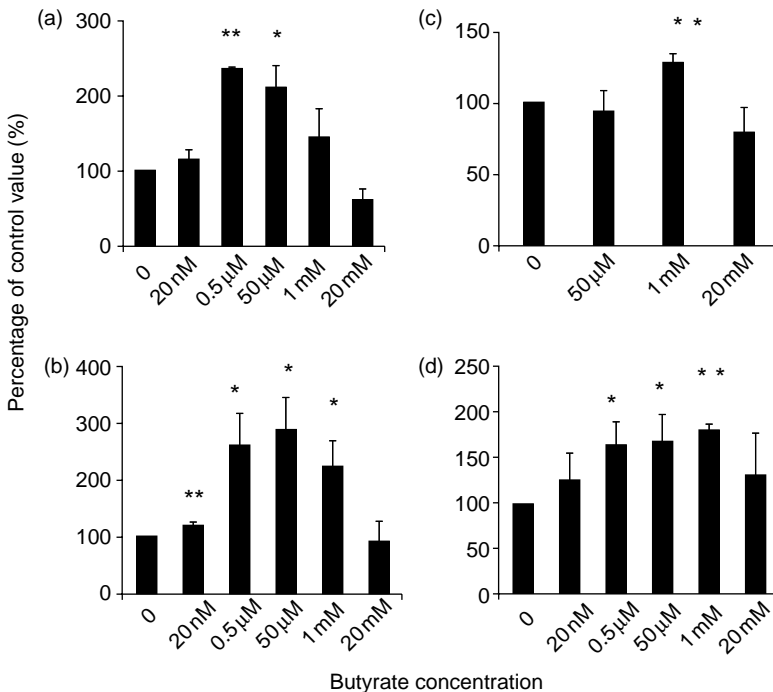 Percentage of control value (%)
(a)
300
200
100
0
** *
0 20 nM 0.5 μM 50 μM 1 mM 20 mM
(c)
150
100
50
0
* *
0 50 μM 1 mM 20 mM
(b)
400
300
200
100
0
** * * *
0 20 nM 0.5 μM 50 μM 1 mM 20 mM
(d)
250
200
150
100
50
0
* * * *
0 20 nM 0.5 μM 50 μM 1 mM 20 mM
Butyrate concentration